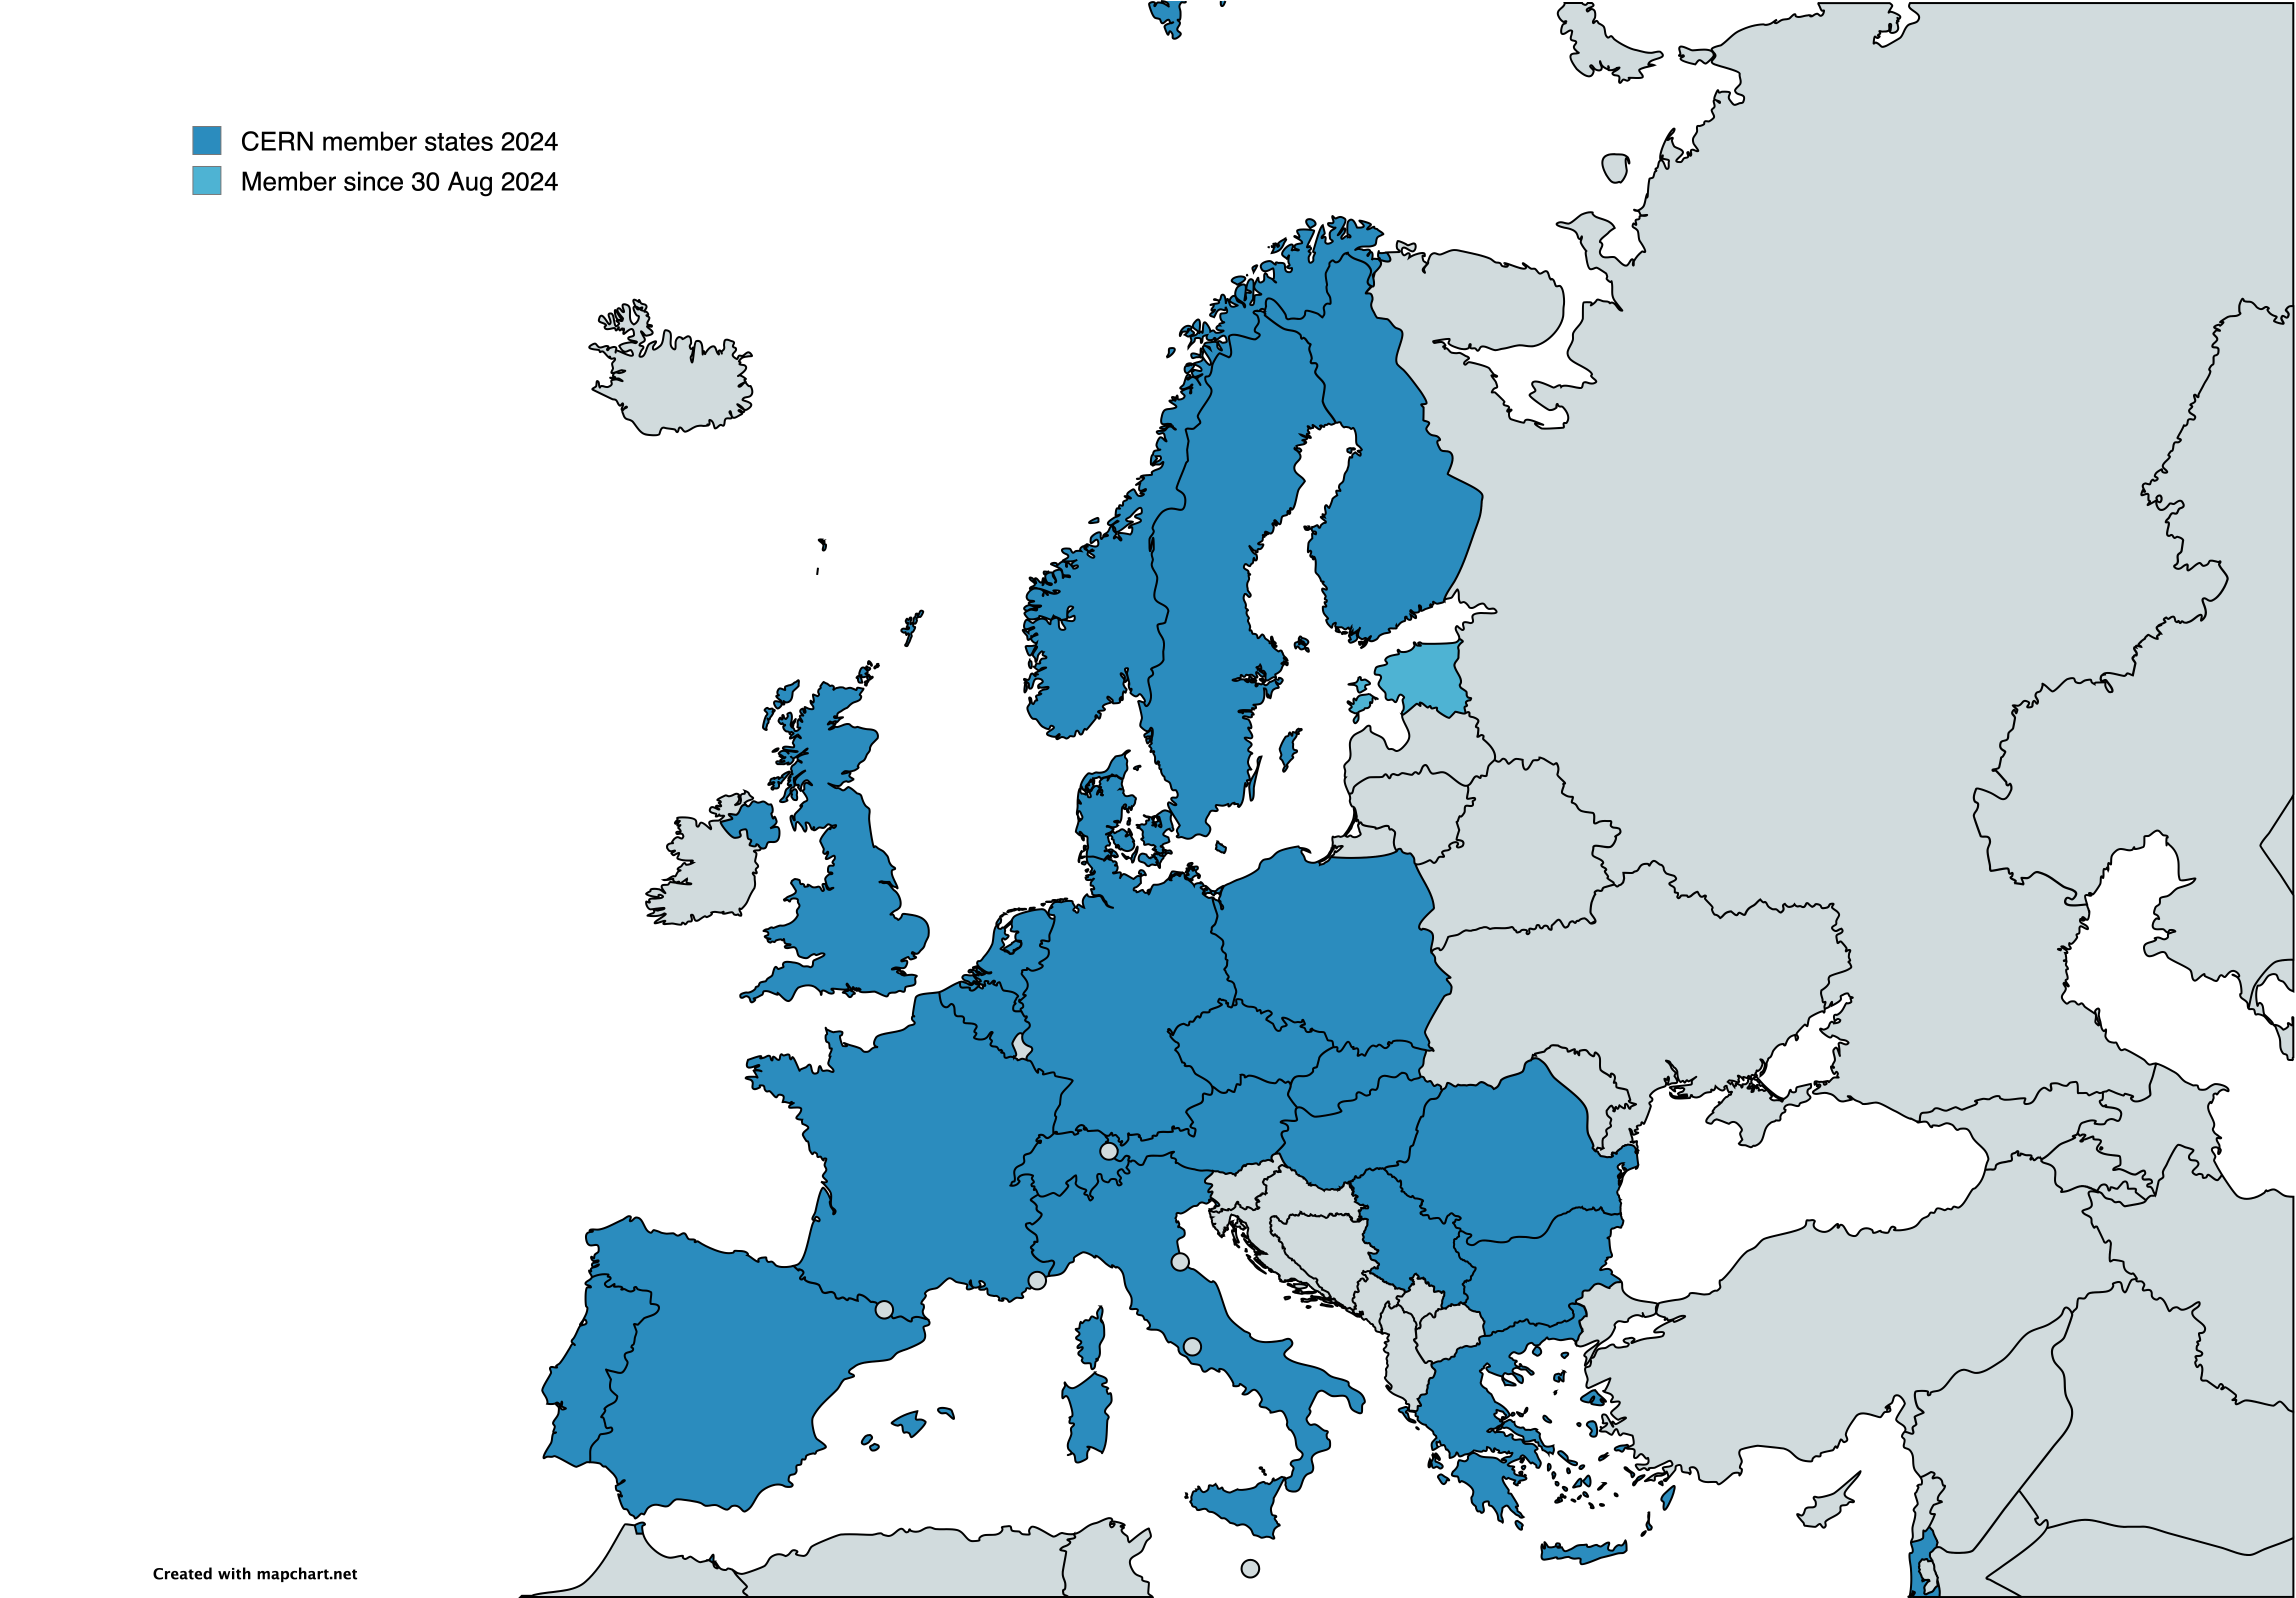 CERN member states 2024
Member since 30 Aug 2024
Created with mapchart.net